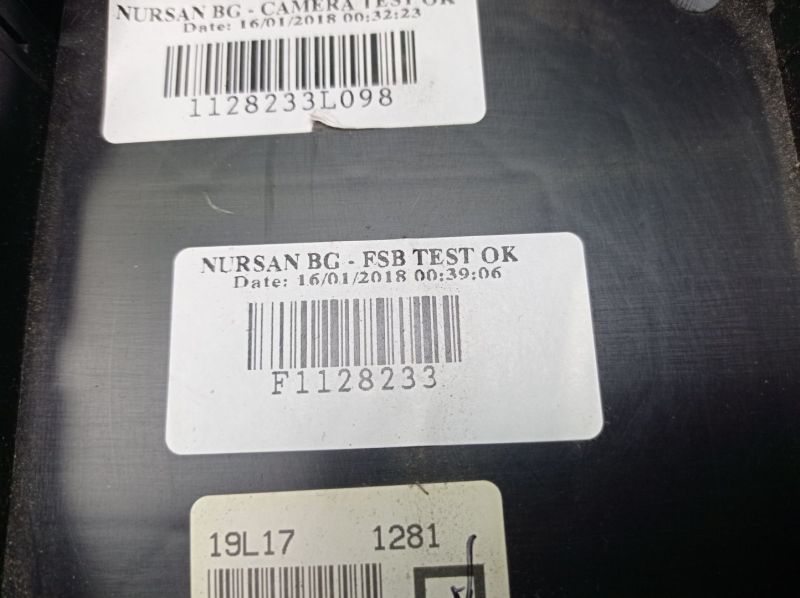 NURSAN BG - CAMERA TEST OK
Date: 16/01/2018 00:32:23
1128233L098
NURSAN BG - FSB TEST OK
Date: 16/01/2018 00:39:06
F1128233
19L17 1281